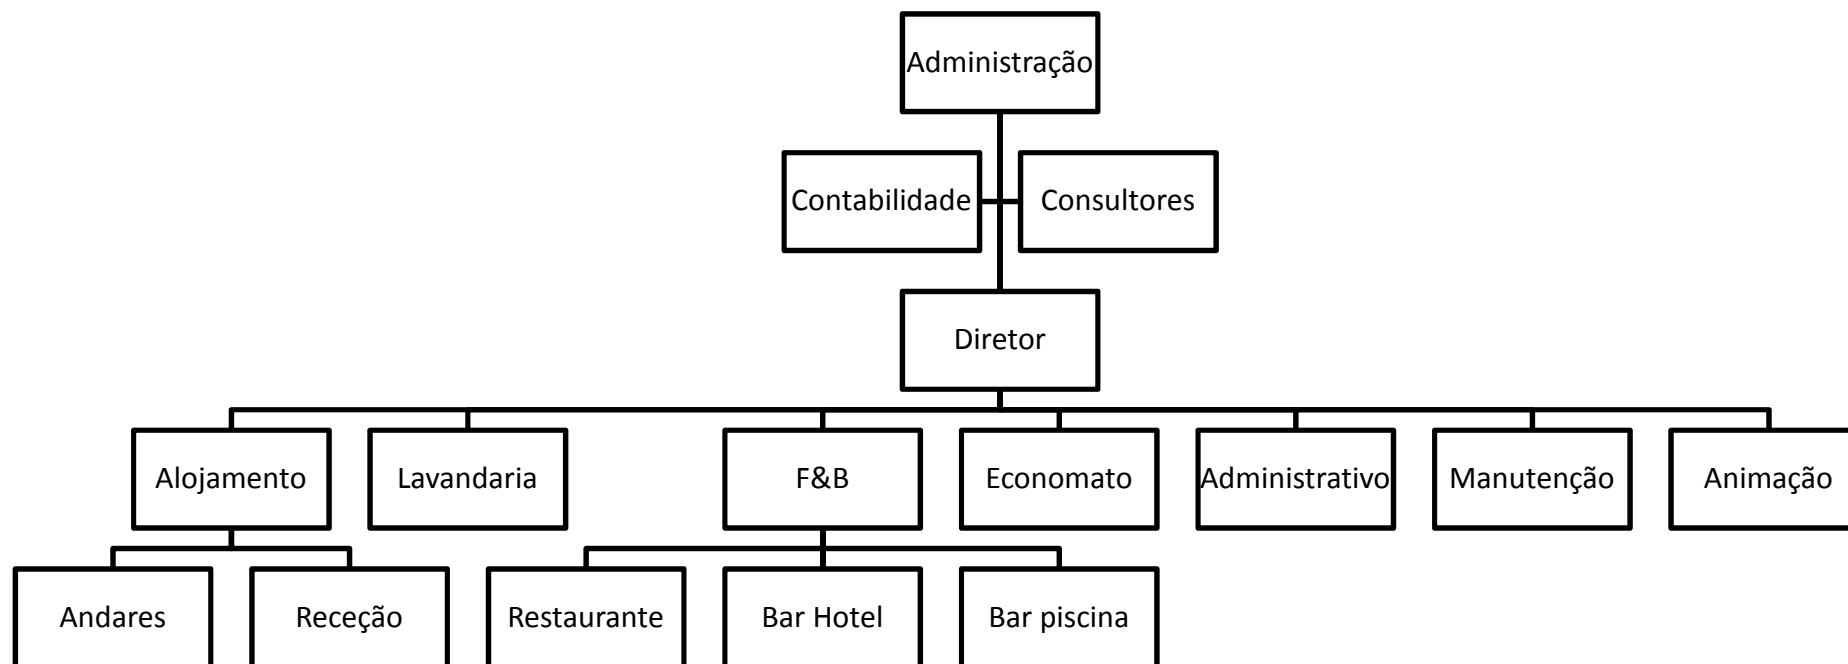 Administração
Contabilidade
Consultores
Diretor
Alojamento
Lavandaria
F&B
Economato
Administrativo
Manutenção
Animação
Andares
Receção
Restaurante
Bar Hotel
Bar piscina